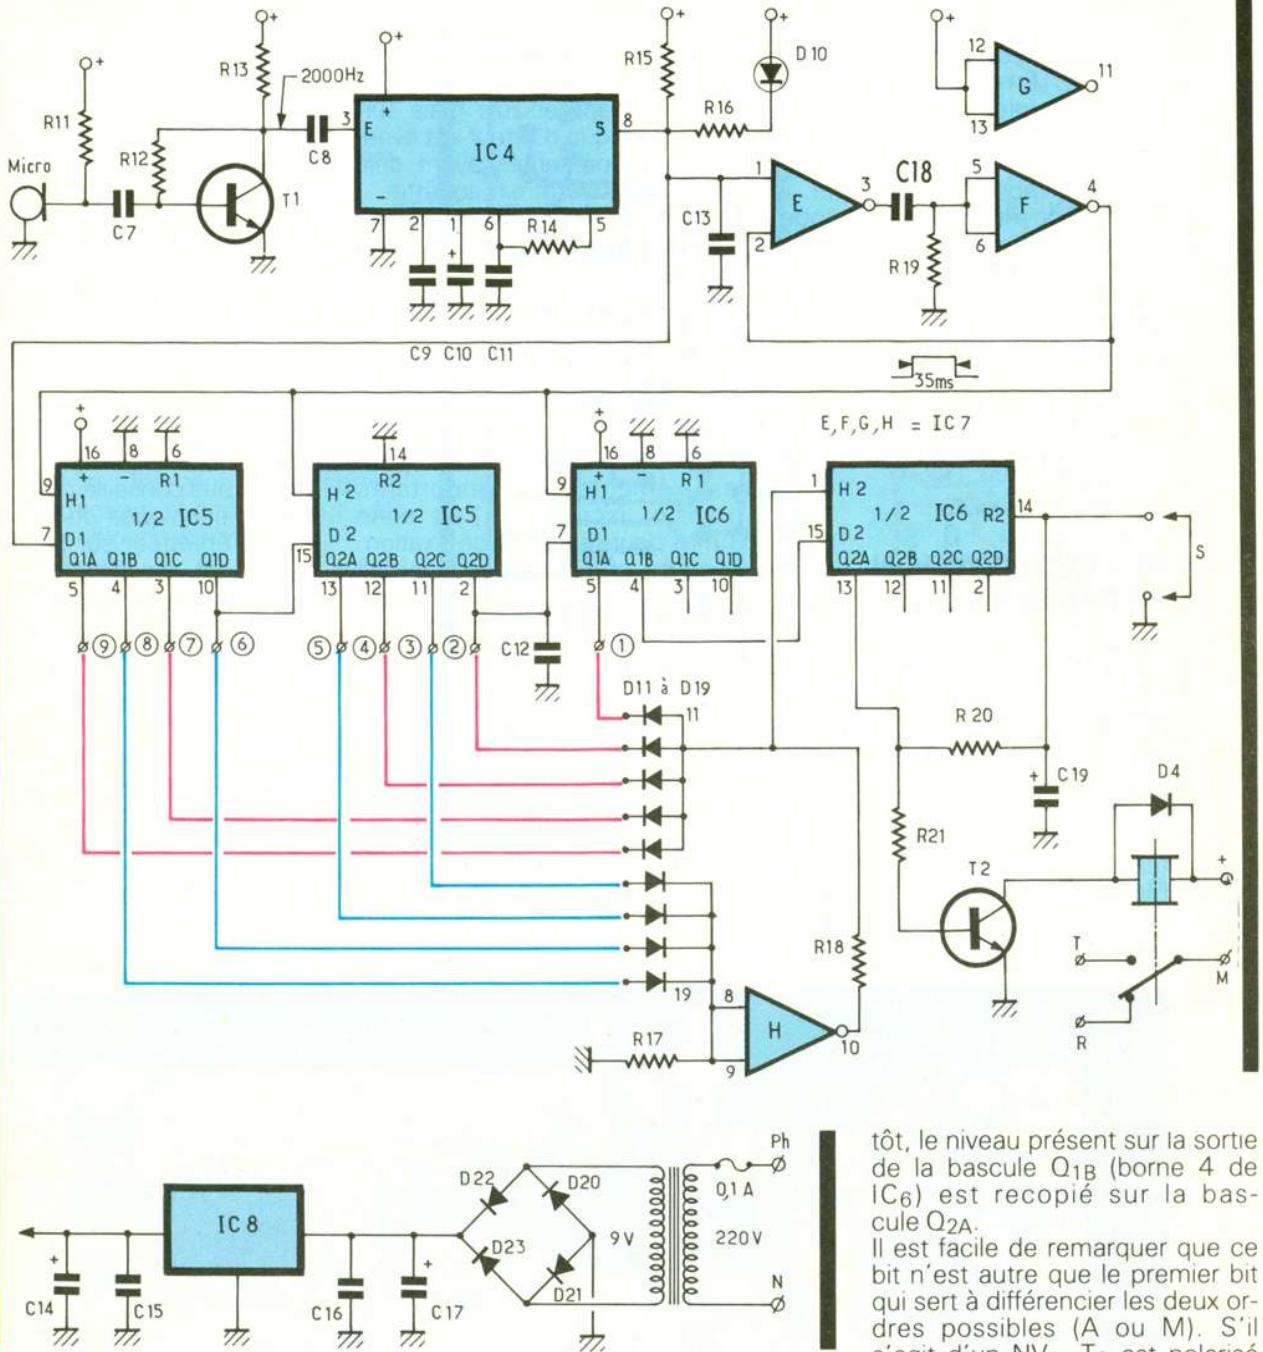 + + + + + +
R13 R15 D10 12 11
2000Hz 13 G
R11 R12 3 E + S 8 R16
C8 IC4
Micro T1 1 3 C18 5 4
C7 - E F
7 2 1 6 R14 5 C13 2 R19 6
+
C9 C10 C11
35ms
E,F,G,H = IC7
+ 16 8 6 14 + 16 8 6
+ - R1 R2 + - R1
9 H1 H2 9 H1 1 H2
1/2 IC5 1/2 IC5 1/2 IC6 1/2 IC6 R2 14
7 D1 15 D2 7 D1 15 D2 S
Q1A Q1B Q1C Q1D Q2A Q2B Q2C Q2D Q1A Q1B Q1C Q1D Q2A Q2B Q2C Q2D
5 4 3 10 13 12 11 2 5 4 3 10 13 12 11 2
9 8 7 6 5 4 3 2 C12 1
D11 à D19
11 R20
+ C19 D4
R21
T2 +
R18
T
19 8 M
R17 H R
9 10
Ph
D22 D20 0,1 A
IC8 9V 220V
D23
+ + D21
C14 C15 C16 C17 N
tôt, le niveau présent sur la sortie
de la bascule Q1B (borne 4 de
IC6) est recopié sur la bas-
cule Q2A.
Il est facile de remarquer que ce
bit n'est autre que le premier bit
qui sert à différencier les deux or-
dres possibles (A ou M). S'il